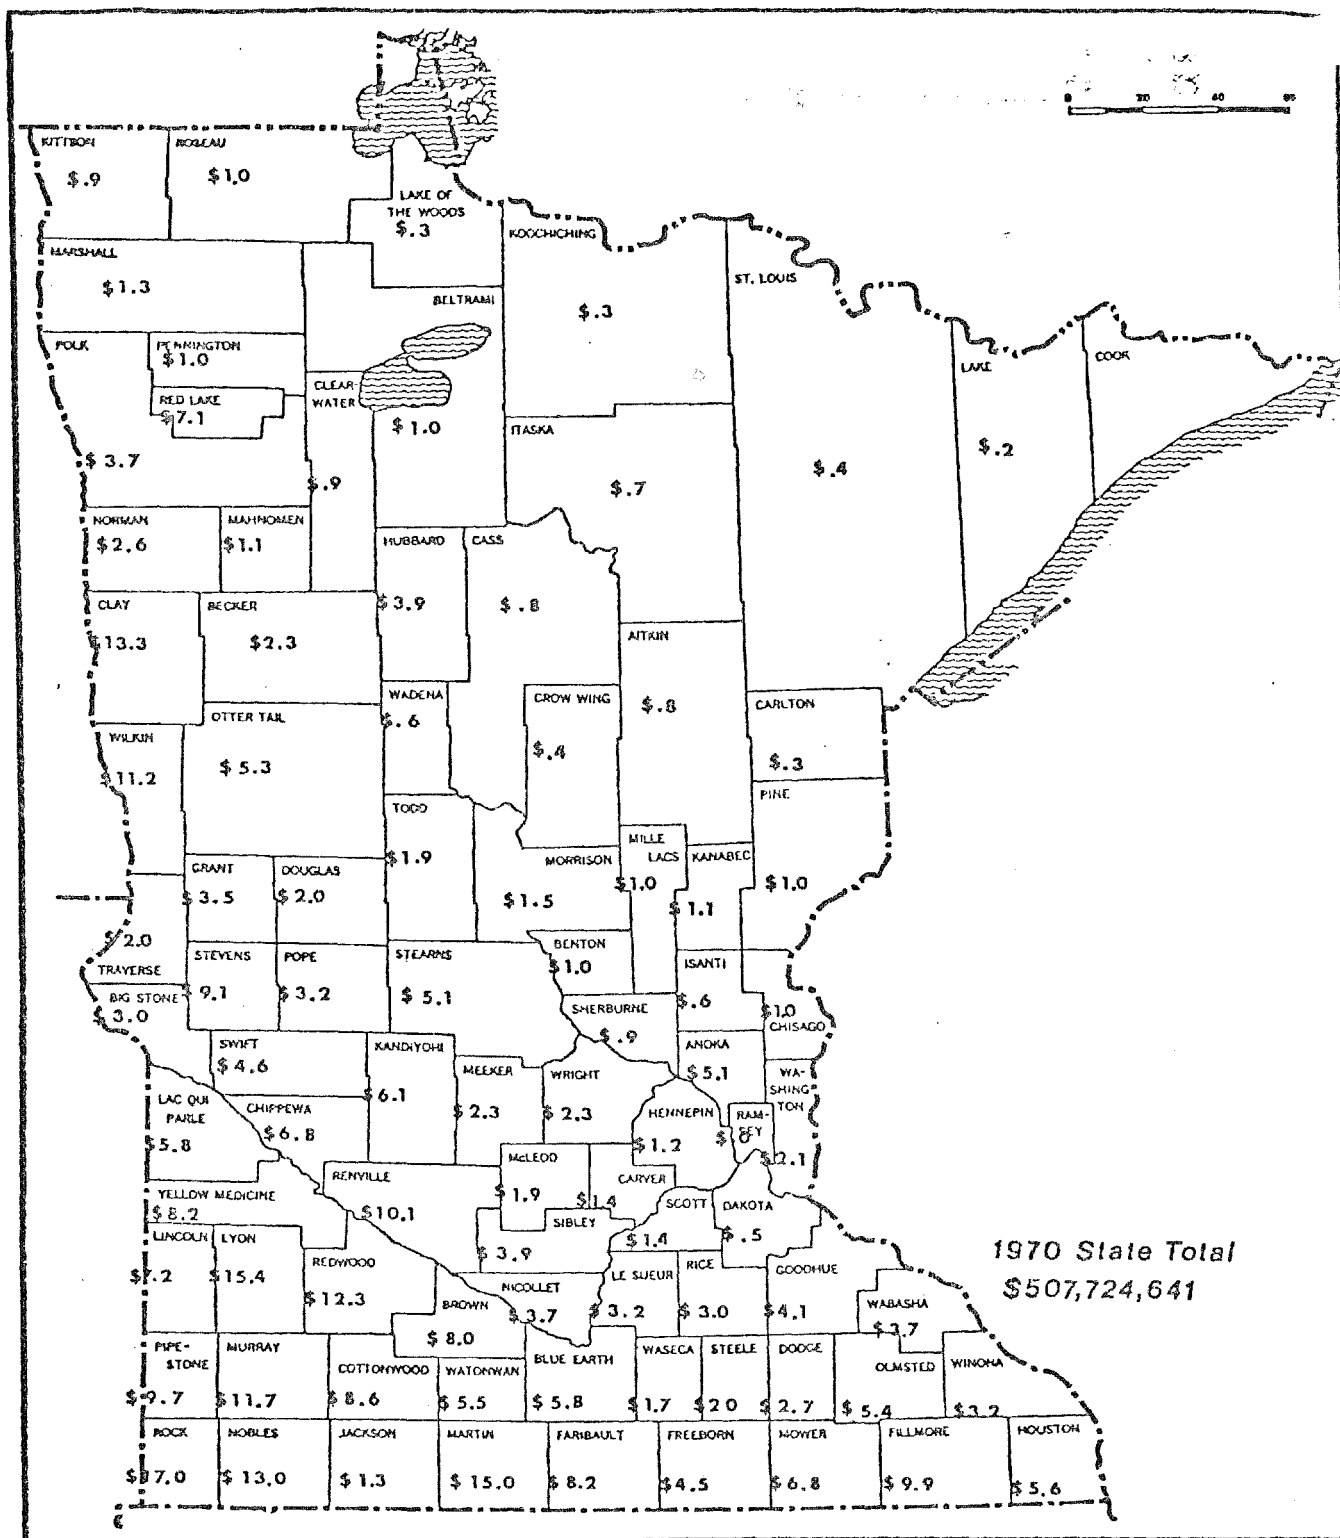 0 20 40
KITTSON
$.9
ROSEAU
$1.0
LAKE OF
THE WOODS
$.3
KOOCHICHING
$.3
ST. LOUIS
$.4
MARSHALL
$1.3
BELTRAMI
$1.0
POLK
$3.7
PENNINGTON
$1.0
RED LAKE
$7.1
CLEAR-
WATER
$.9
LAKE
$.2
COOK
ITASKA
$.7
NORMAN
$2.6
MAHNOMEN
$1.1
HUBBARD
$3.9
CASS
$.8
CLAY
$13.3
BECKER
$2.3
AITKIN
$.8
WADENA
$.6
CROW WING
$.4
CARLTON
$.3
OTTER TAIL
$5.3
WILKIN
$11.2
PINE
$1.0
TODD
$1.9
MORRISON
$1.5
MILLE
LACS
$1.0
KANABEC
$1.1
GRANT
$3.5
DOUGLAS
$2.0
$2.0
TRAVERSE
STEVENS
$9.1
POPE
$3.2
STEARNS
$5.1
BENTON
$1.0
ISANTI
$.6
BIG STONE
$3.0
SHERBURNE
$.9
$1.0
CHISAGO
SWIFT
$4.6
KANDIYOHI
$6.1
MEEKER
$2.3
WRIGHT
$2.3
ANOKA
$5.1
WA-
SHING
TON
$2.1
LAC QUI
PARLE
$5.8
CHIPPEWA
$6.8
HENNEPIN
$1.2
RAM-
SEY
RENVILLE
$10.1
McLEOD
$1.9
CARVER
$1.4
YELLOW MEDICINE
$8.2
SIBLEY
$3.9
SCOTT
$1.4
DAKOTA
$.5
LINCOLN
$7.2
LYON
$15.4
REDWOOD
$12.3
NICOLLET
$3.7
LE SUEUR
$3.2
RICE
$3.0
GOODHUE
$4.1
1970 State Total
$507,724,641
BROWN
$8.0
WABASHA
$3.7
PIPE-
STONE
$9.7
MURRAY
$11.7
COTTONWOOD
$8.6
WATONWAN
$5.5
BLUE EARTH
$5.8
WASECA
$1.7
STEELE
$20
DODGE
$2.7
OLMSTED
$5.4
WINONA
$3.2
ROCK
$17.0
NOBLES
$13.0
JACKSON
$1.3
MARTIN
$15.0
FARIBAULT
$8.2
FREEBORN
$4.5
MOWER
$6.8
FILLMORE
$9.9
HOUSTON
$5.6